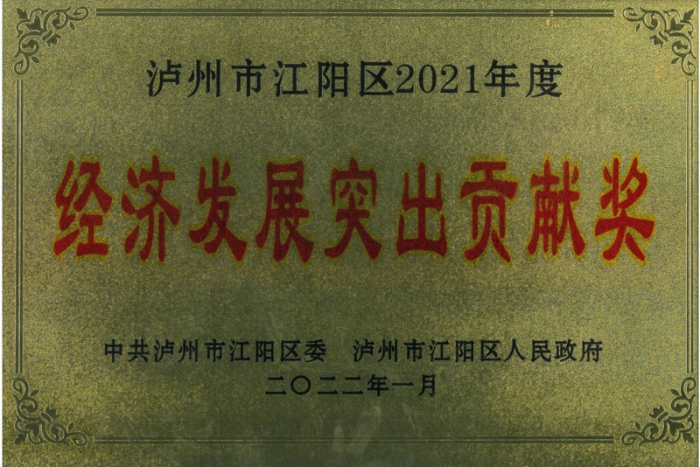 泸州市江阳区2021年度
经济发展突出贡献奖
中共泸州市江阳区委 泸州市江阳区人民政府
二〇二二年一月